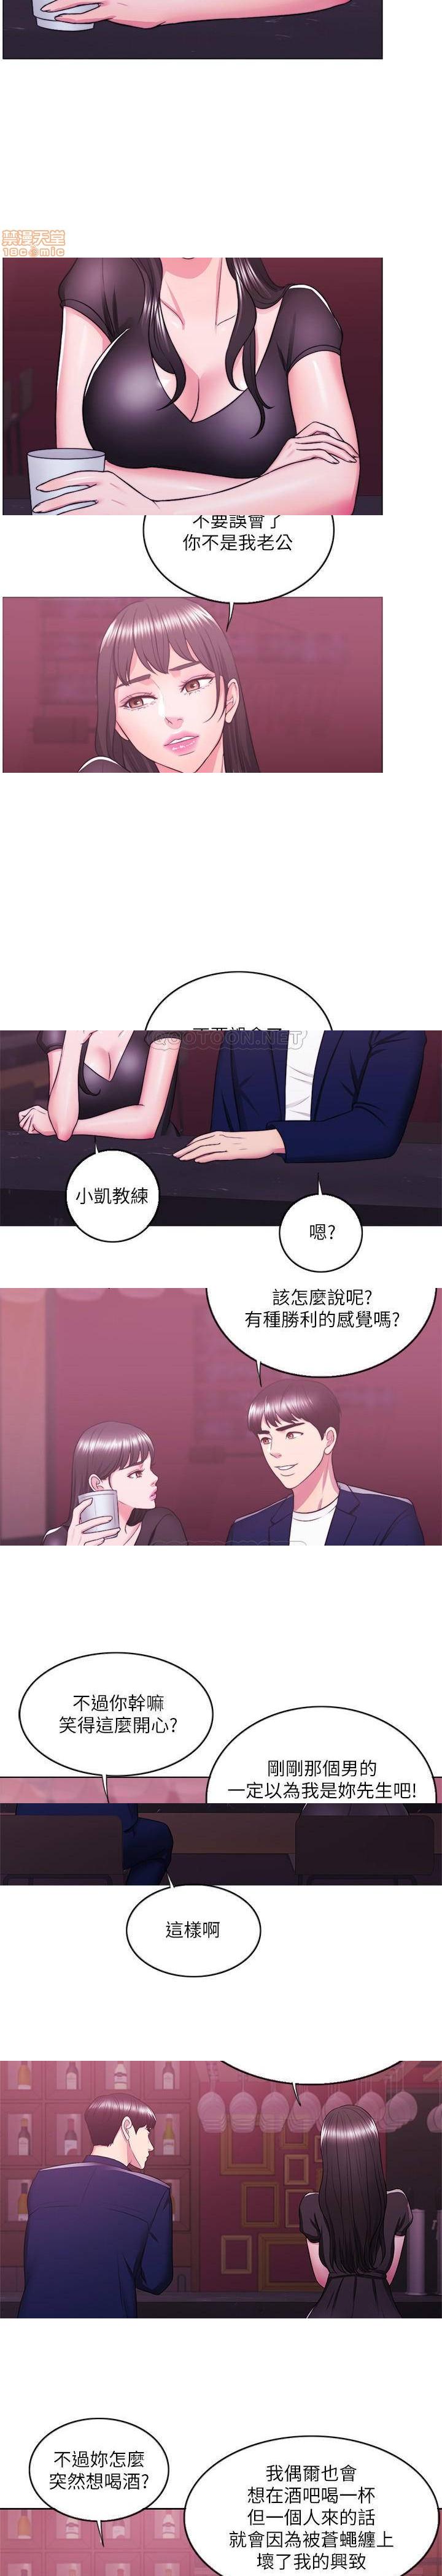 禁漫天堂
18comic
不要誤會了
你不是我老公
TOPTOON.NET
小凱教練
嗯?
該怎麼說呢?
有種勝利的感覺嗎?
不過你幹嘛
笑得這麼開心?
剛剛那個男的
一定以為我是妳先生吧!
這樣啊
不過妳怎麼
突然想喝酒?
我偶爾也會
想在酒吧喝一杯
但一個人來的話
就會因為被蒼蠅纏上
壞了我的興致